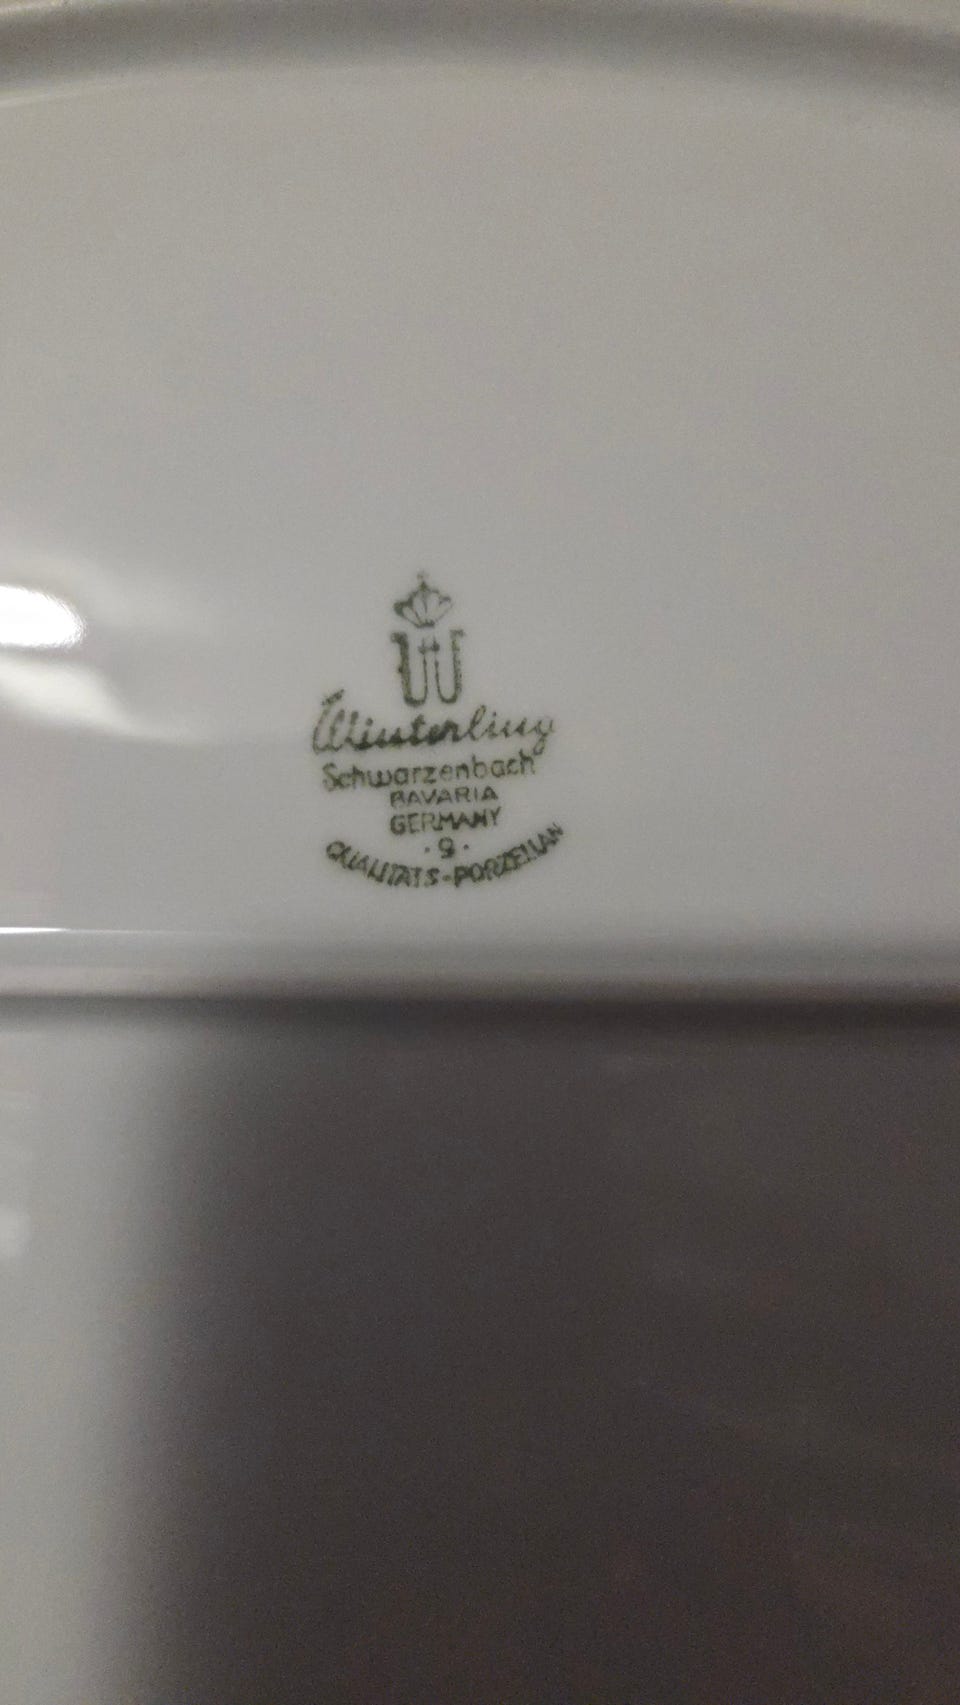 W
Winterling
Schwarzenbach
BAVARIA
GERMANY
· 9 ·
QUALITÄTS-PORZELLAN